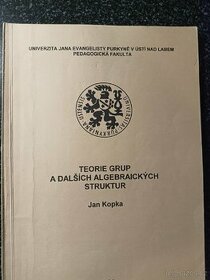 UNIVERZITA JANA EVANGELISTY PURKYNĚ V ÚSTÍ NAD LABEM
PEDAGOGICKÁ FAKULTA
TEORIE GRUP
A DALŠÍCH ALGEBRAICKÝCH
STRUKTUR
Jan Kopka